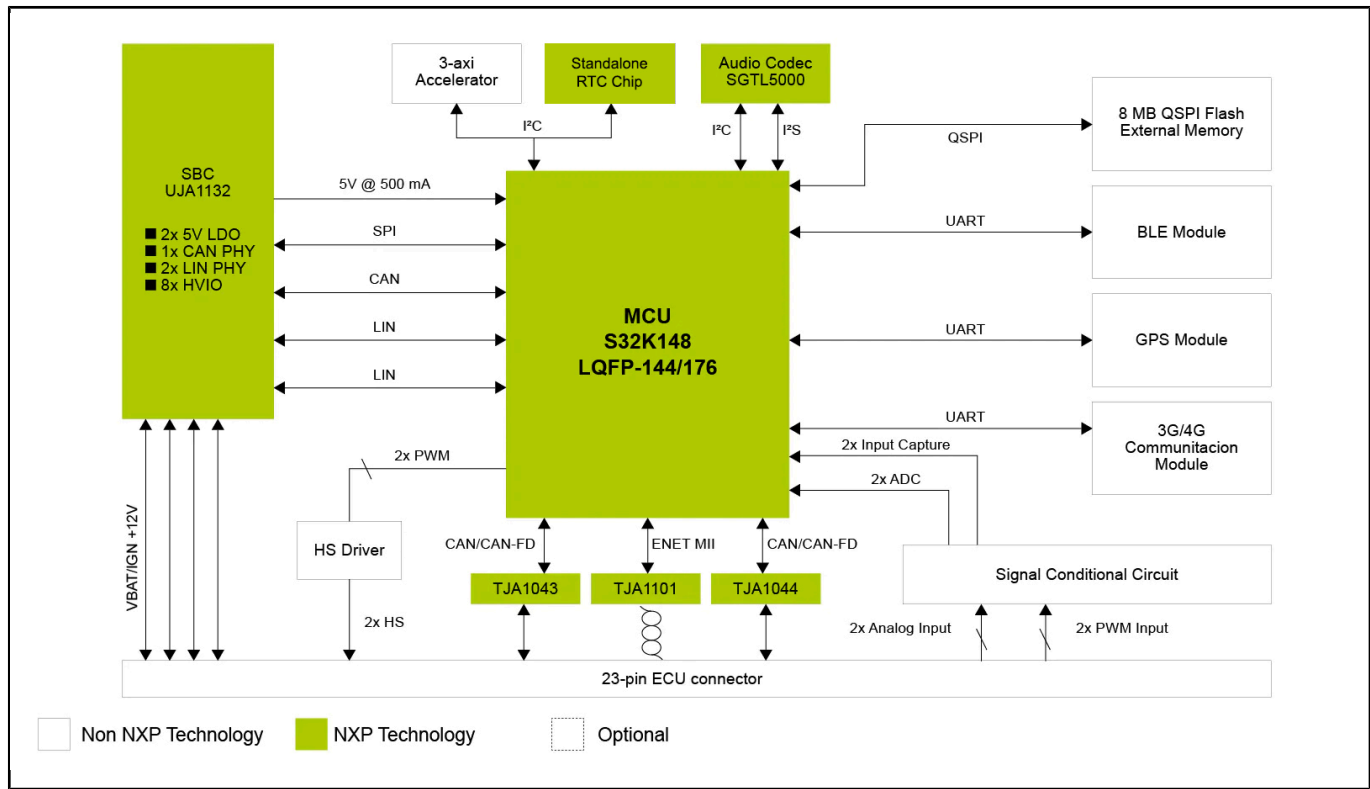 3-axi
Accelerator
Standalone
RTC Chip
Audio Codec
SGTL5000
I²C
I²C
I²S
QSPI
8 MB QSPI Flash
External Memory
SBC
UJA1132
■ 2x 5V LDO
■ 1x CAN PHY
■ 2x LIN PHY
■ 8x HVIO
5V @ 500 mA
SPI
CAN
LIN
LIN
MCU
S32K148
LQFP-144/176
UART
BLE Module
UART
GPS Module
UART
3G/4G
Communitacion
Module
2x Input Capture
2x ADC
2x PWM
VBAT/IGN +12V
HS Driver
2x HS
CAN/CAN-FD
ENET MII
CAN/CAN-FD
TJA1043
TJA1101
TJA1044
Signal Conditional Circuit
2x Analog Input
2x PWM Input
23-pin ECU connector
Non NXP Technology
NXP Technology
Optional